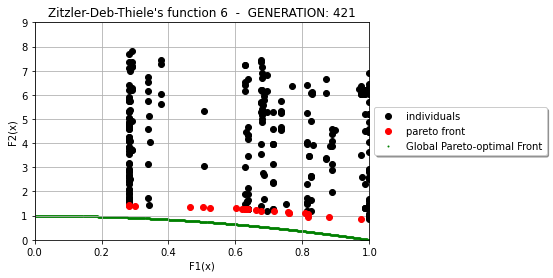 Zitzler-Deb-Thiele's function 6 - GENERATION: 421
9
8
7
6
5
4
3
2
1
0
F2(x)
0.0 0.2 0.4 0.6 0.8 1.0
F1(x)
individuals
pareto front
Global Pareto-optimal Front